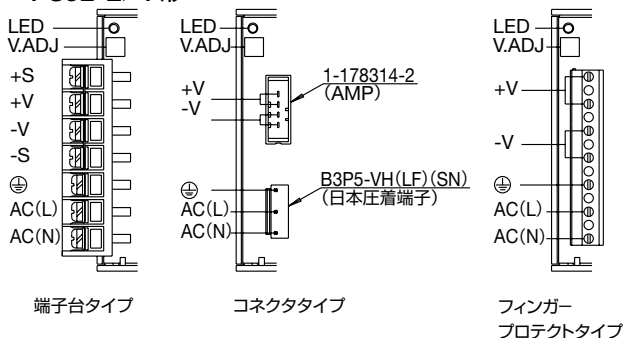 LED
V.ADJ
+S
+V
-V
-S
AC(L)
AC(N)
端子台タイプ
LED
V.ADJ
+V
-V
1-178314-2
(AMP)
B3P5-VH(LF)(SN)
(日本圧着端子)
AC(L)
AC(N)
コネクタタイプ
LED
V.ADJ
+V
-V
AC(L)
AC(N)
フィンガー
プロテクトタイプ